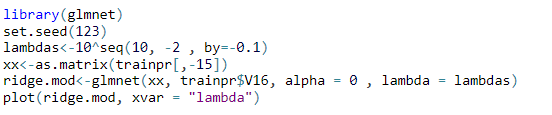 library(glmnet)
set.seed(123)
lambdas<-10^seq(10, -2 , by=-0.1)
xx<-as.matrix(trainpr[,-15])
ridge.mod<-glmnet(xx, trainpr$V16, alpha = 0 , lambda = lambdas)
plot(ridge.mod, xvar = "lambda")